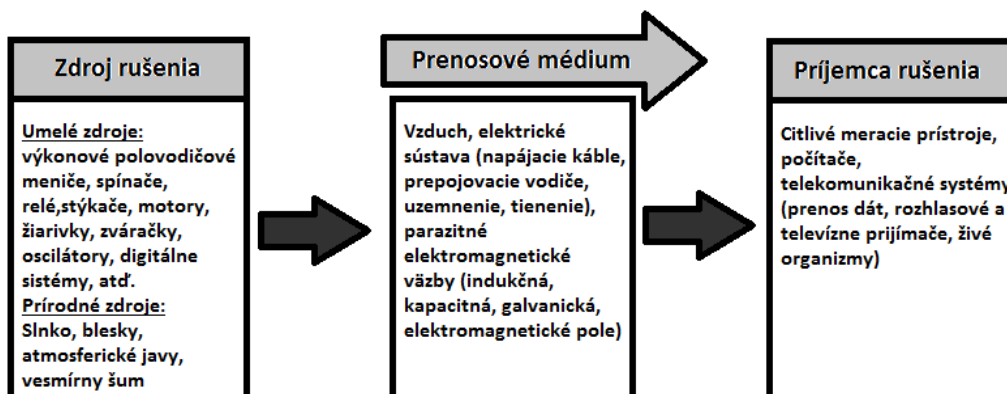 Zdroj rušenia
Umelé zdroje:
výkonové polovodičové
meniče, spínače,
relé,stýkače, motory,
žiarivky, zváračky,
oscilátory, digitálne
sistémy, atď.
Prírodné zdroje:
Slnko, blesky,
atmosferické javy,
vesmírny šum
Prenosové médium
Vzduch, elektrické
sústava (napájacie káble,
prepojovacie vodiče,
uzemnenie, tienenie),
parazitné
elektromagnetické
väzby (indukčná,
kapacitná, galvanická,
elektromagnetické pole)
Príjemca rušenia
Citlivé meracie prístroje,
počítače,
telekomunikačné systémy
(prenos dát, rozhlasové a
televízne prijímače, živé
organizmy)